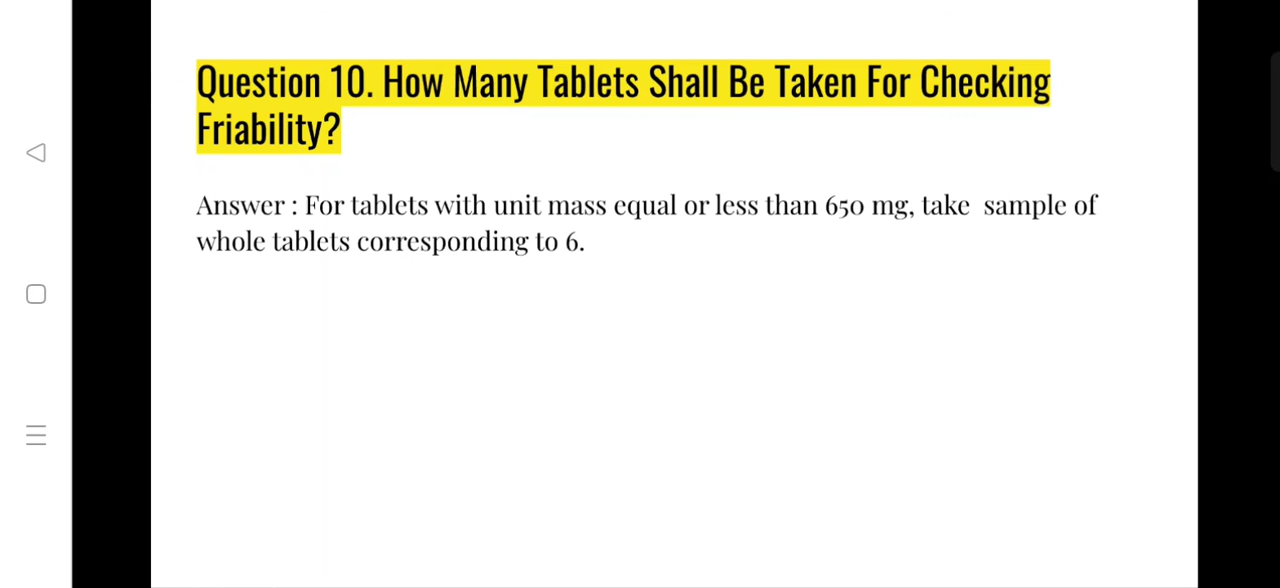 Question 10. How Many Tablets Shall Be Taken For Checking
Friability?
Answer : For tablets with unit mass equal or less than 650 mg, take  sample of
whole tablets corresponding to 6.